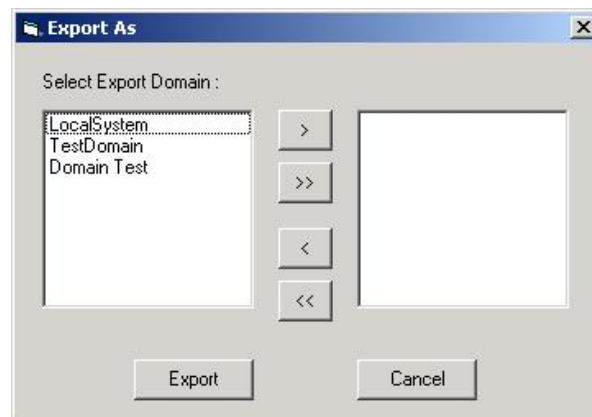 Export As
Select Export Domain :
LocalSystem
TestDomain
Domain Test
>
>>
<
<<
Export
Cancel